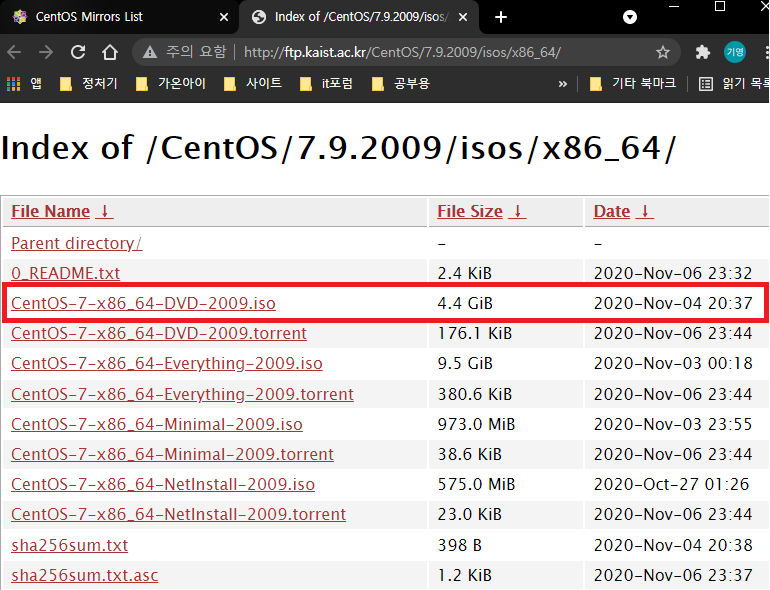 CentOS Mirrors List
Index of /CentOS/7.9.2009/isos/
주의 요함 http://ftp.kaist.ac.kr/CentOS/7.9.2009/isos/x86_64/ 기영
앱 정처기 가온아이 사이트 it포럼 공부용 » 기타 북마크 읽기 목록
Index of /CentOS/7.9.2009/isos/x86_64/
File Name ↓ File Size ↓ Date ↓
Parent directory/ - -
0_README.txt 2.4 KiB 2020-Nov-06 23:32
CentOS-7-x86_64-DVD-2009.iso 4.4 GiB 2020-Nov-04 20:37
CentOS-7-x86_64-DVD-2009.torrent 176.1 KiB 2020-Nov-06 23:44
CentOS-7-x86_64-Everything-2009.iso 9.5 GiB 2020-Nov-03 00:18
CentOS-7-x86_64-Everything-2009.torrent 380.6 KiB 2020-Nov-06 23:44
CentOS-7-x86_64-Minimal-2009.iso 973.0 MiB 2020-Nov-03 23:55
CentOS-7-x86_64-Minimal-2009.torrent 38.6 KiB 2020-Nov-06 23:44
CentOS-7-x86_64-NetInstall-2009.iso 575.0 MiB 2020-Oct-27 01:26
CentOS-7-x86_64-NetInstall-2009.torrent 23.0 KiB 2020-Nov-06 23:44
sha256sum.txt 398 B 2020-Nov-04 20:38
sha256sum.txt.asc 1.2 KiB 2020-Nov-06 23:37